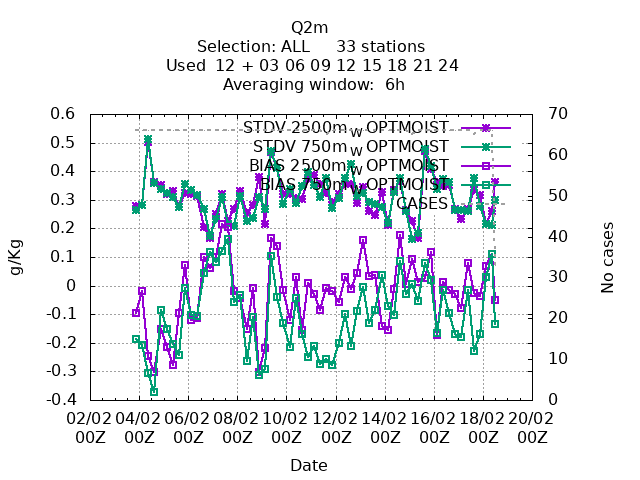 Q2m
Selection: ALL 33 stations
Used 12 + 03 06 09 12 15 18 21 24
Averaging window: 6h
STDV 2500m_W OPTMOIST
STDV 750m_W OPTMOIST
BIAS 2500m_W OPTMOIST
BIAS 750m_W OPTMOIST
CASES
0.6
0.5
0.4
0.3
0.2
0.1
0
-0.1
-0.2
-0.3
-0.4
g/Kg
70
60
50
40
30
20
10
0
No cases
02/02 04/02 06/02 08/02 10/02 12/02 14/02 16/02 18/02 20/02
00Z 00Z 00Z 00Z 00Z 00Z 00Z 00Z 00Z 00Z
Date